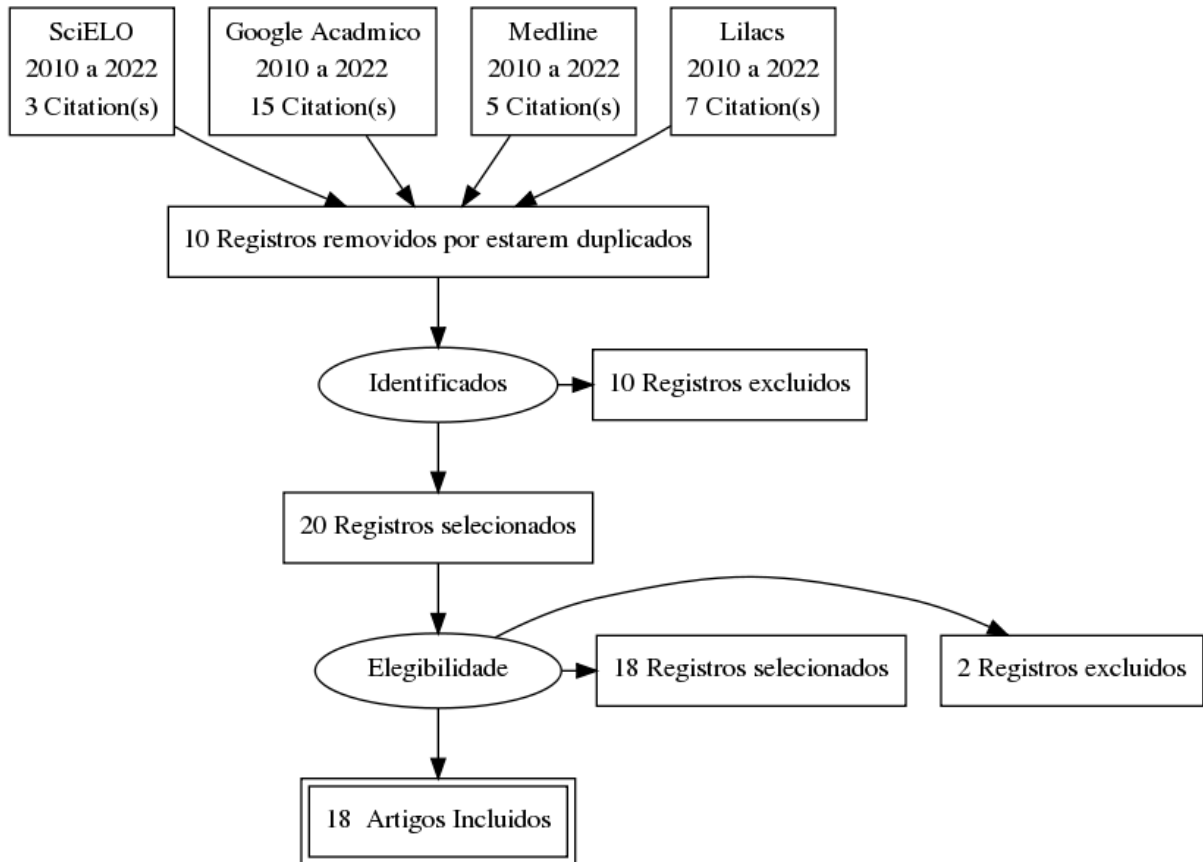 SciELO
2010 a 2022
3 Citation(s)
Google Acadmico
2010 a 2022
15 Citation(s)
Medline
2010 a 2022
5 Citation(s)
Lilacs
2010 a 2022
7 Citation(s)
10 Registros removidos por estarem duplicados
Identificados
10 Registros excluidos
20 Registros selecionados
Elegibilidade
18 Registros selecionados
2 Registros excluidos
18 Artigos Incluidos